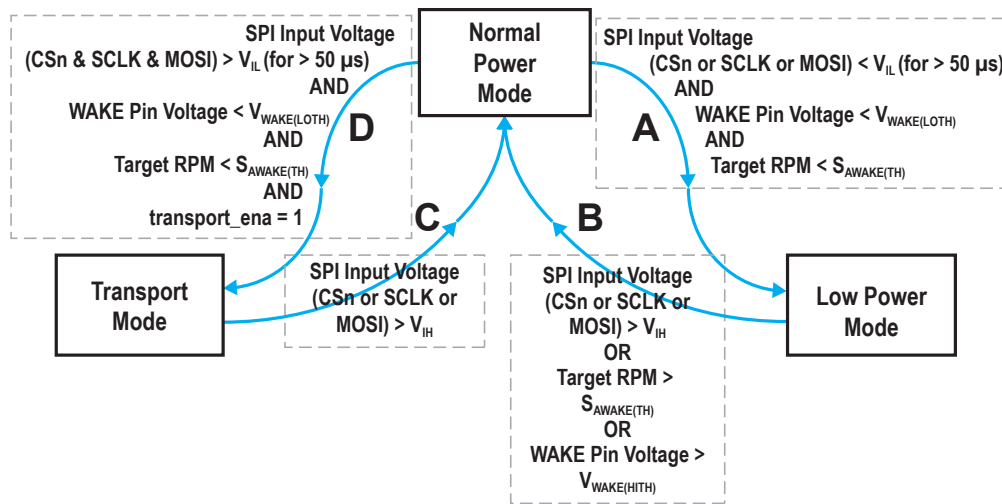 SPI Input Voltage
(CSn & SCLK & MOSI) > VIL (for > 50 µs)
AND
WAKE Pin Voltage < VWAKE(LOTH)
AND
Target RPM < SAWAKE(TH)
AND
transport_ena = 1
D
Normal
Power
Mode
SPI Input Voltage
(CSn or SCLK or MOSI) < VIL (for > 50 µs)
AND
WAKE Pin Voltage < VWAKE(LOTH)
AND
Target RPM < SAWAKE(TH)
A
C
B
Transport
Mode
SPI Input Voltage
(CSn or SCLK or
MOSI) > VIH
SPI Input Voltage
(CSn or SCLK or
MOSI) > VIH
OR
Target RPM >
SAWAKE(TH)
OR
WAKE Pin Voltage >
VWAKE(HITH)
Low Power
Mode